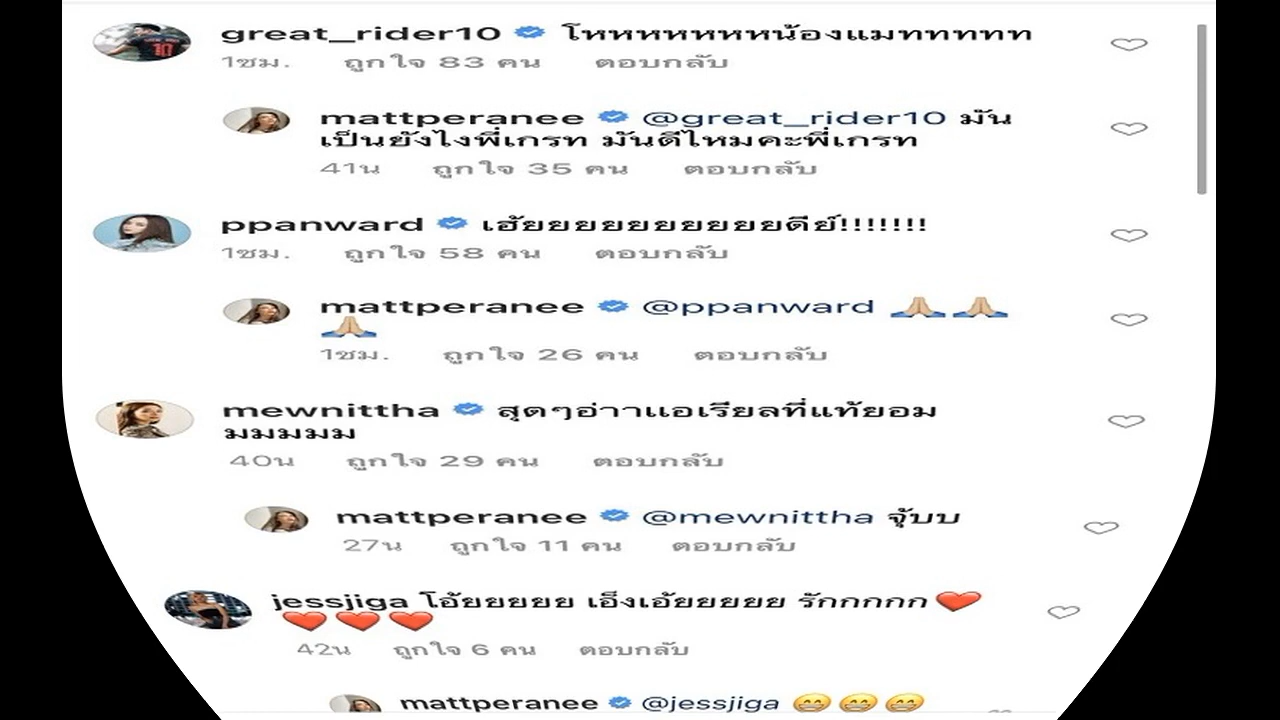 great_rider10 โหหหหหหหน้องแมททททท
1ชม. ถูกใจ 83 คน ตอบกลับ
mattperanee @great_rider10 มัน
เป็นยังไงพี่เกรท มันดีไหมคะพี่เกรท
41น ถูกใจ 35 คน ตอบกลับ
ppanward เฮ้ยยยยยยยยยยดีย์!!!!!!!
1ชม. ถูกใจ 58 คน ตอบกลับ
mattperanee @ppanward 🙏🏼🙏🏼
🙏🏼
1ชม. ถูกใจ 26 คน ตอบกลับ
mewnittha สุดๆอ่าาแอเรียลที่แท้ยอม
มมมมมม
40น ถูกใจ 29 คน ตอบกลับ
mattperanee @mewnittha จุ้บบ
27น ถูกใจ 11 คน ตอบกลับ
jessjiga โอ้ยยยยย เอ็งเอ้ยยยยย รักกกกก❤️
❤️❤️❤️
42น ถูกใจ 6 คน ตอบกลับ
mattperanee @jessjiga 😁😁😁